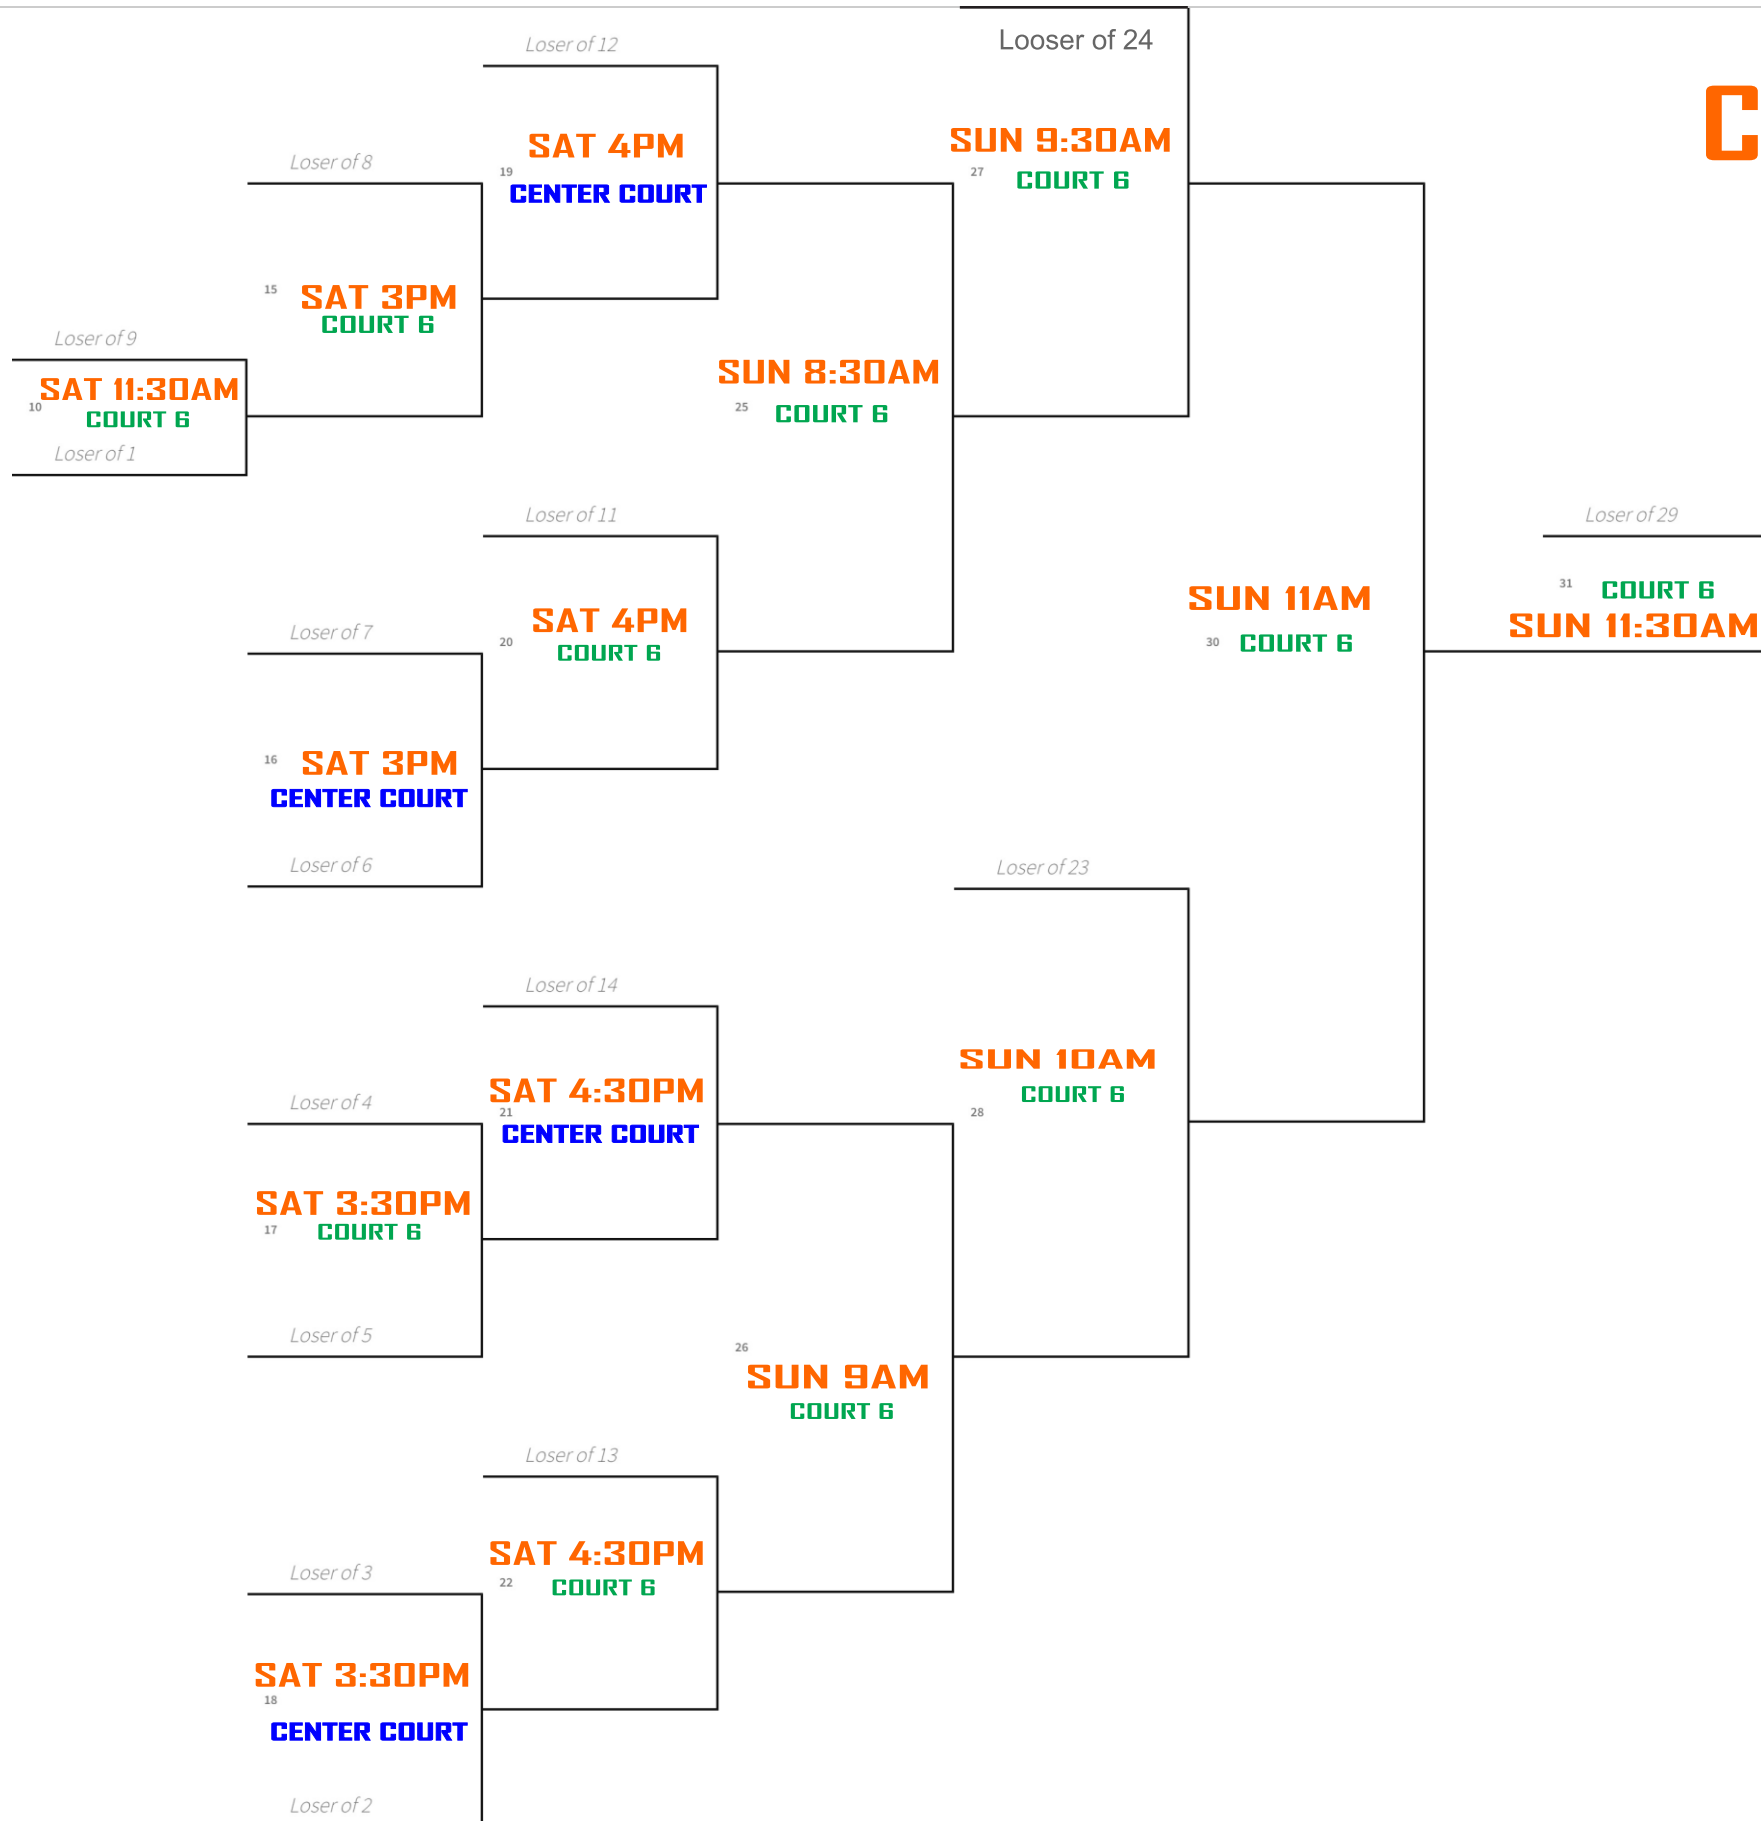 Looser of 24
Loser of 12
C
SUN 9:30AM
27
COURT 6
SAT 4PM
19
CENTER COURT
Loser of 8
15
SAT 3PM
COURT 6
Loser of 9
SAT 11:30AM
10
COURT 6
Loser of 1
SUN 8:30AM
25
COURT 6
Loser of 11
SAT 4PM
20
COURT 6
Loser of 29
31
COURT 6
SUN 11:30AM
SUN 11AM
30
COURT 6
Loser of 7
16
SAT 3PM
CENTER COURT
Loser of 6
Loser of 23
Loser of 14
SUN 10AM
COURT 6
28
SAT 4:30PM
21
CENTER COURT
Loser of 4
SAT 3:30PM
17
COURT 6
Loser of 5
26
SUN 9AM
COURT 6
Loser of 13
SAT 4:30PM
22
COURT 6
Loser of 3
SAT 3:30PM
18
CENTER COURT
Loser of 2